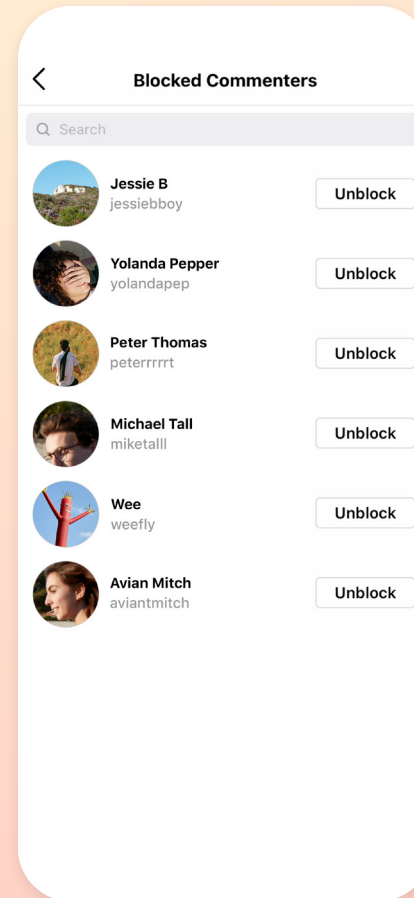 Blocked Commenters
Search
Jessie B
jessiebboy
Unblock
Yolanda Pepper
yolandapep
Unblock
Peter Thomas
peterrrrrt
Unblock
Michael Tall
miketalll
Unblock
Wee
weefly
Unblock
Avian Mitch
aviantmitch
Unblock